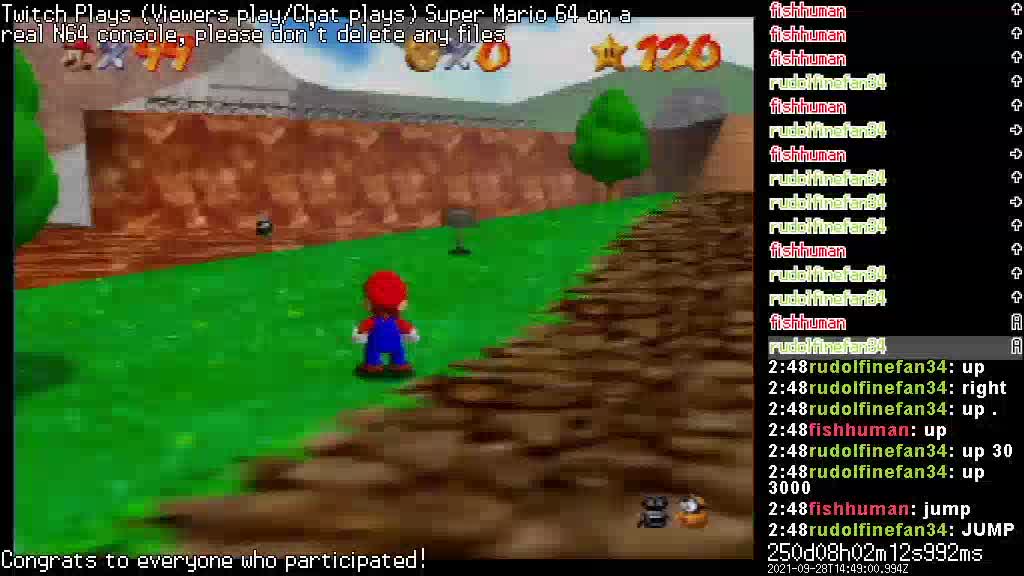 Twitch Plays (Viewers play/Chat plays) Super Mario 64 on a
real N64 console, please don't delete any files
99
0
120
fishhuman ↑
fishhuman ↑
fishhuman ↑
rudolfinefan34 ↑
fishhuman ↑
rudolfinefan34 →
fishhuman →
rudolfinefan34 ↑
rudolfinefan34 →
rudolfinefan34 ↑
fishhuman ↑
rudolfinefan34 ↑
rudolfinefan34 ↑
fishhuman A
rudolfinefan34 A
2:48rudolfinefan34: up
2:48rudolfinefan34: right
2:48rudolfinefan34: up .
2:48fishhuman: up
2:48rudolfinefan34: up 30
2:48rudolfinefan34: up
3000
2:48fishhuman: jump
2:48rudolfinefan34: JUMP
250d08h02m12s992ms
2021-09-28T14:49:00.994Z
Congrats to everyone who participated!